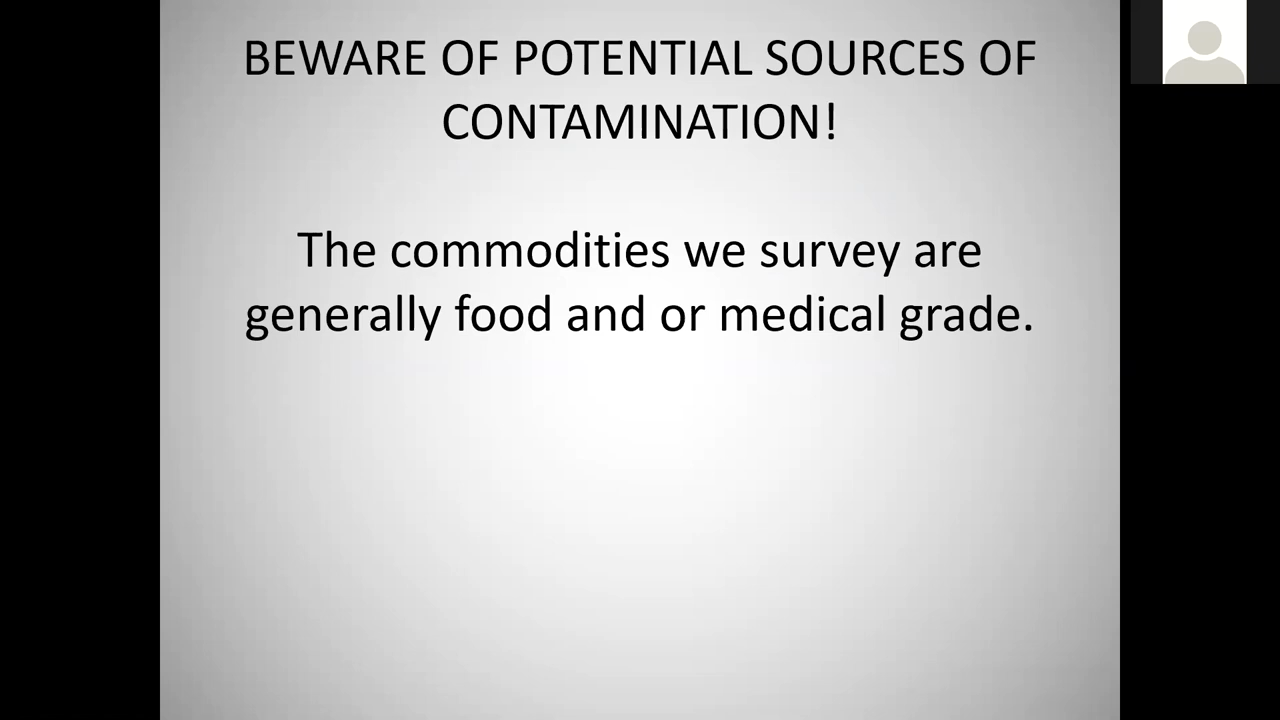 BEWARE OF POTENTIAL SOURCES OF
CONTAMINATION!
The commodities we survey are
generally food and or medical grade.